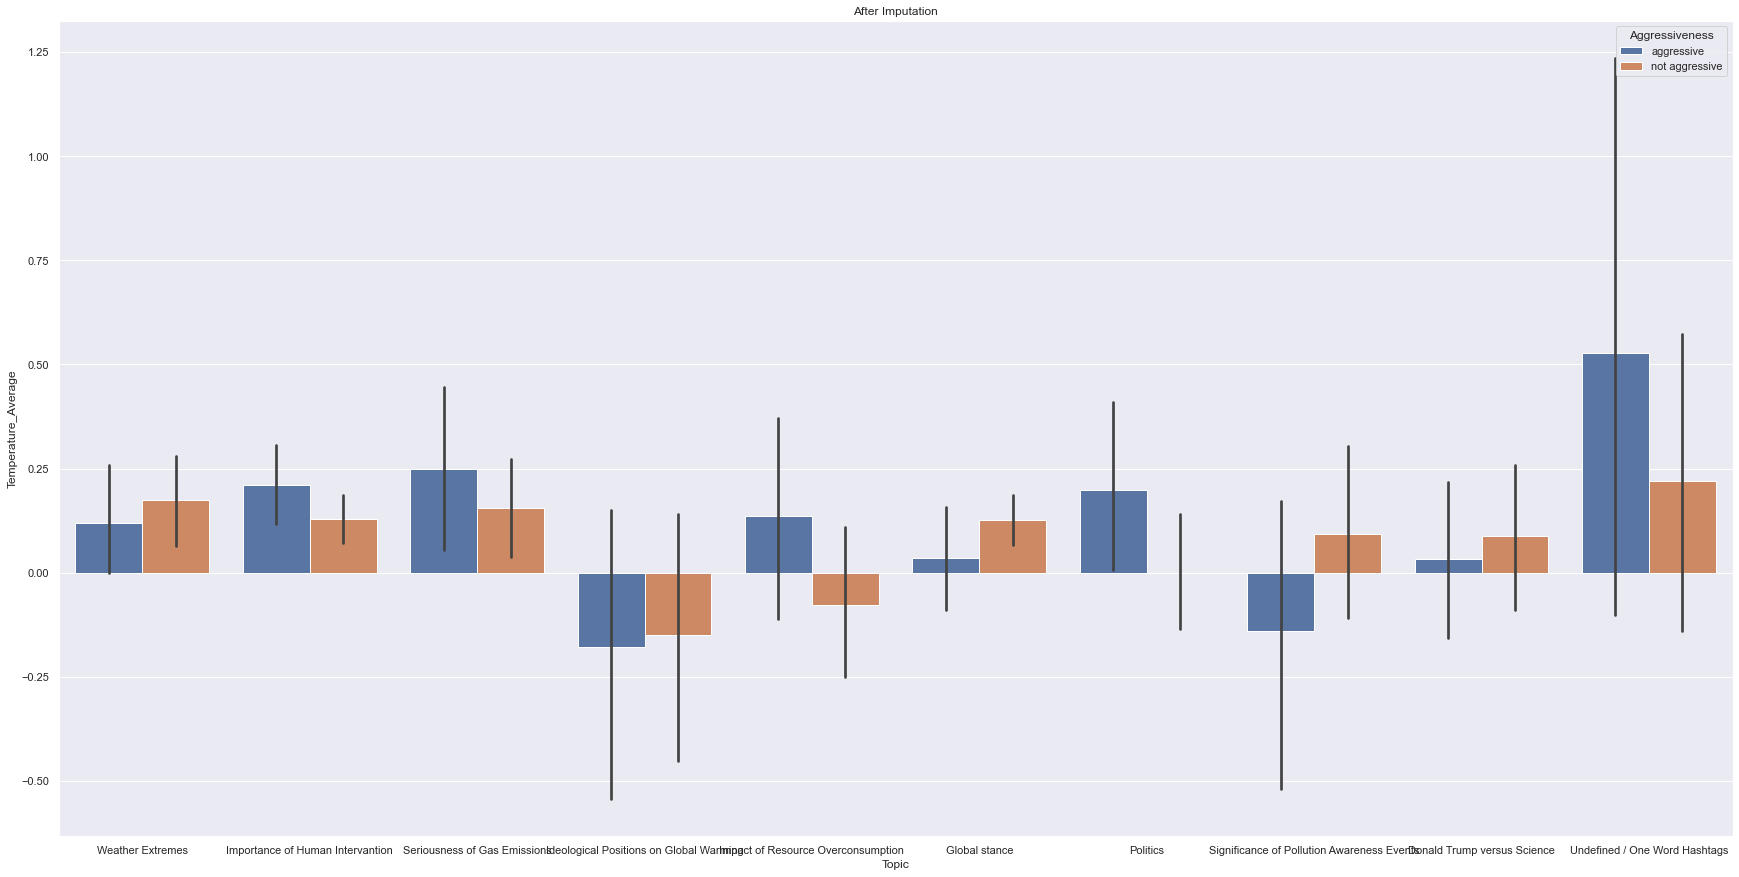 After Imputation
Aggressiveness
aggressive
not aggressive
1.25
1.00
0.75
0.50
0.25
0.00
−0.25
−0.50
Temperature_Average
Weather Extremes
Importance of Human Intervantion
Seriousness of Gas Emissions
Ideological Positions on Global Warming
Impact of Resource Overconsumption
Global stance
Politics
Significance of Pollution Awareness Events
Donald Trump versus Science
Undefined / One Word Hashtags
Topic